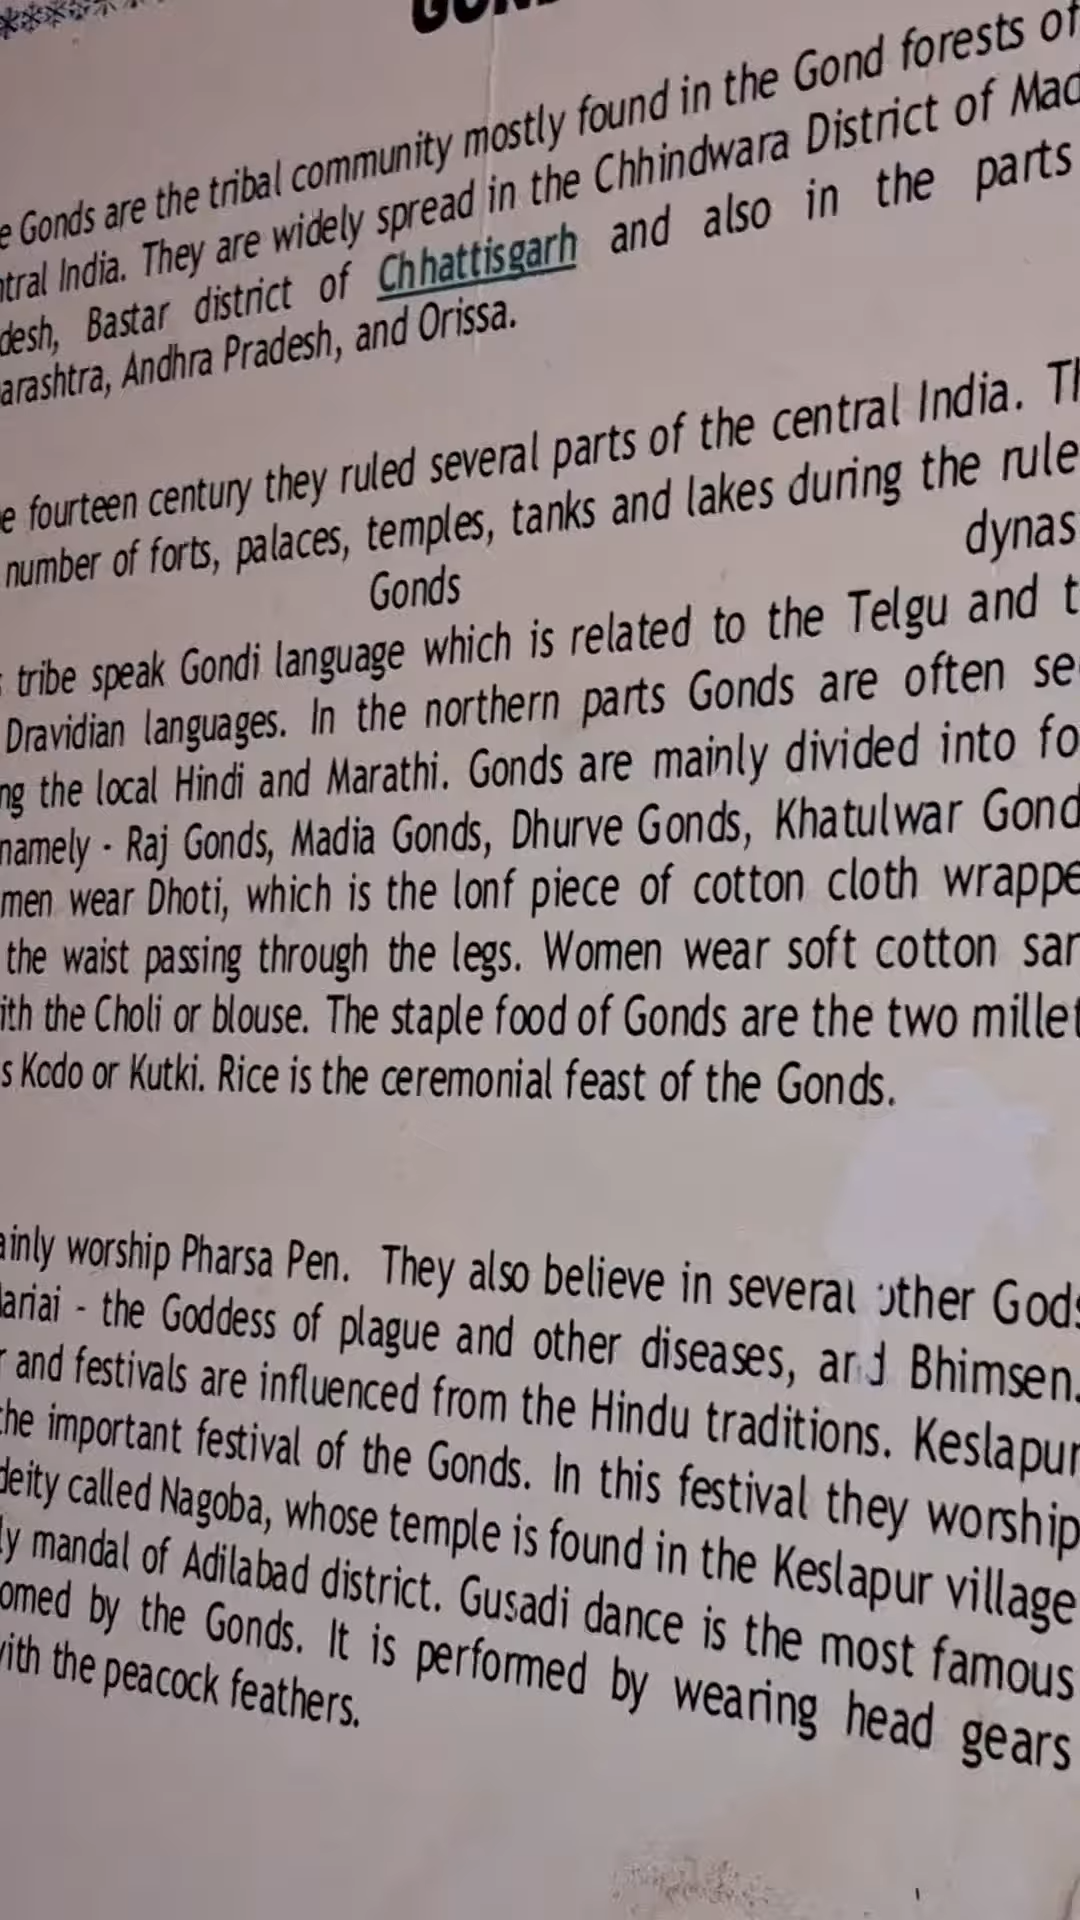 GON
e Gonds are the tribal community mostly found in the Gond forests of
ntral India. They are widely spread in the Chhindwara District of Mad
desh, Bastar district of Chhattisgarh and also in the parts
arashtra, Andhra Pradesh, and Orissa.
e fourteen century they ruled several parts of the central India. Th
number of forts, palaces, temples, tanks and lakes during the rule
Gonds dynas
tribe speak Gondi language which is related to the Telgu and t
Dravidian languages. In the northern parts Gonds are often se
ng the local Hindi and Marathi. Gonds are mainly divided into fo
namely - Raj Gonds, Madia Gonds, Dhurve Gonds, Khatulwar Gond
men wear Dhoti, which is the lonf piece of cotton cloth wrappe
the waist passing through the legs. Women wear soft cotton sar
ith the Choli or blouse. The staple food of Gonds are the two millet
s Kodo or Kutki. Rice is the ceremonial feast of the Gonds.
ainly worship Pharsa Pen. They also believe in several other Gods
lariai - the Goddess of plague and other diseases, and Bhimsen.
r and festivals are influenced from the Hindu traditions. Keslapur
the important festival of the Gonds. In this festival they worship
deity called Nagoba, whose temple is found in the Keslapur village
ly mandal of Adilabad district. Gusadi dance is the most famous
omed by the Gonds. It is performed by wearing head gears
with the peacock feathers.